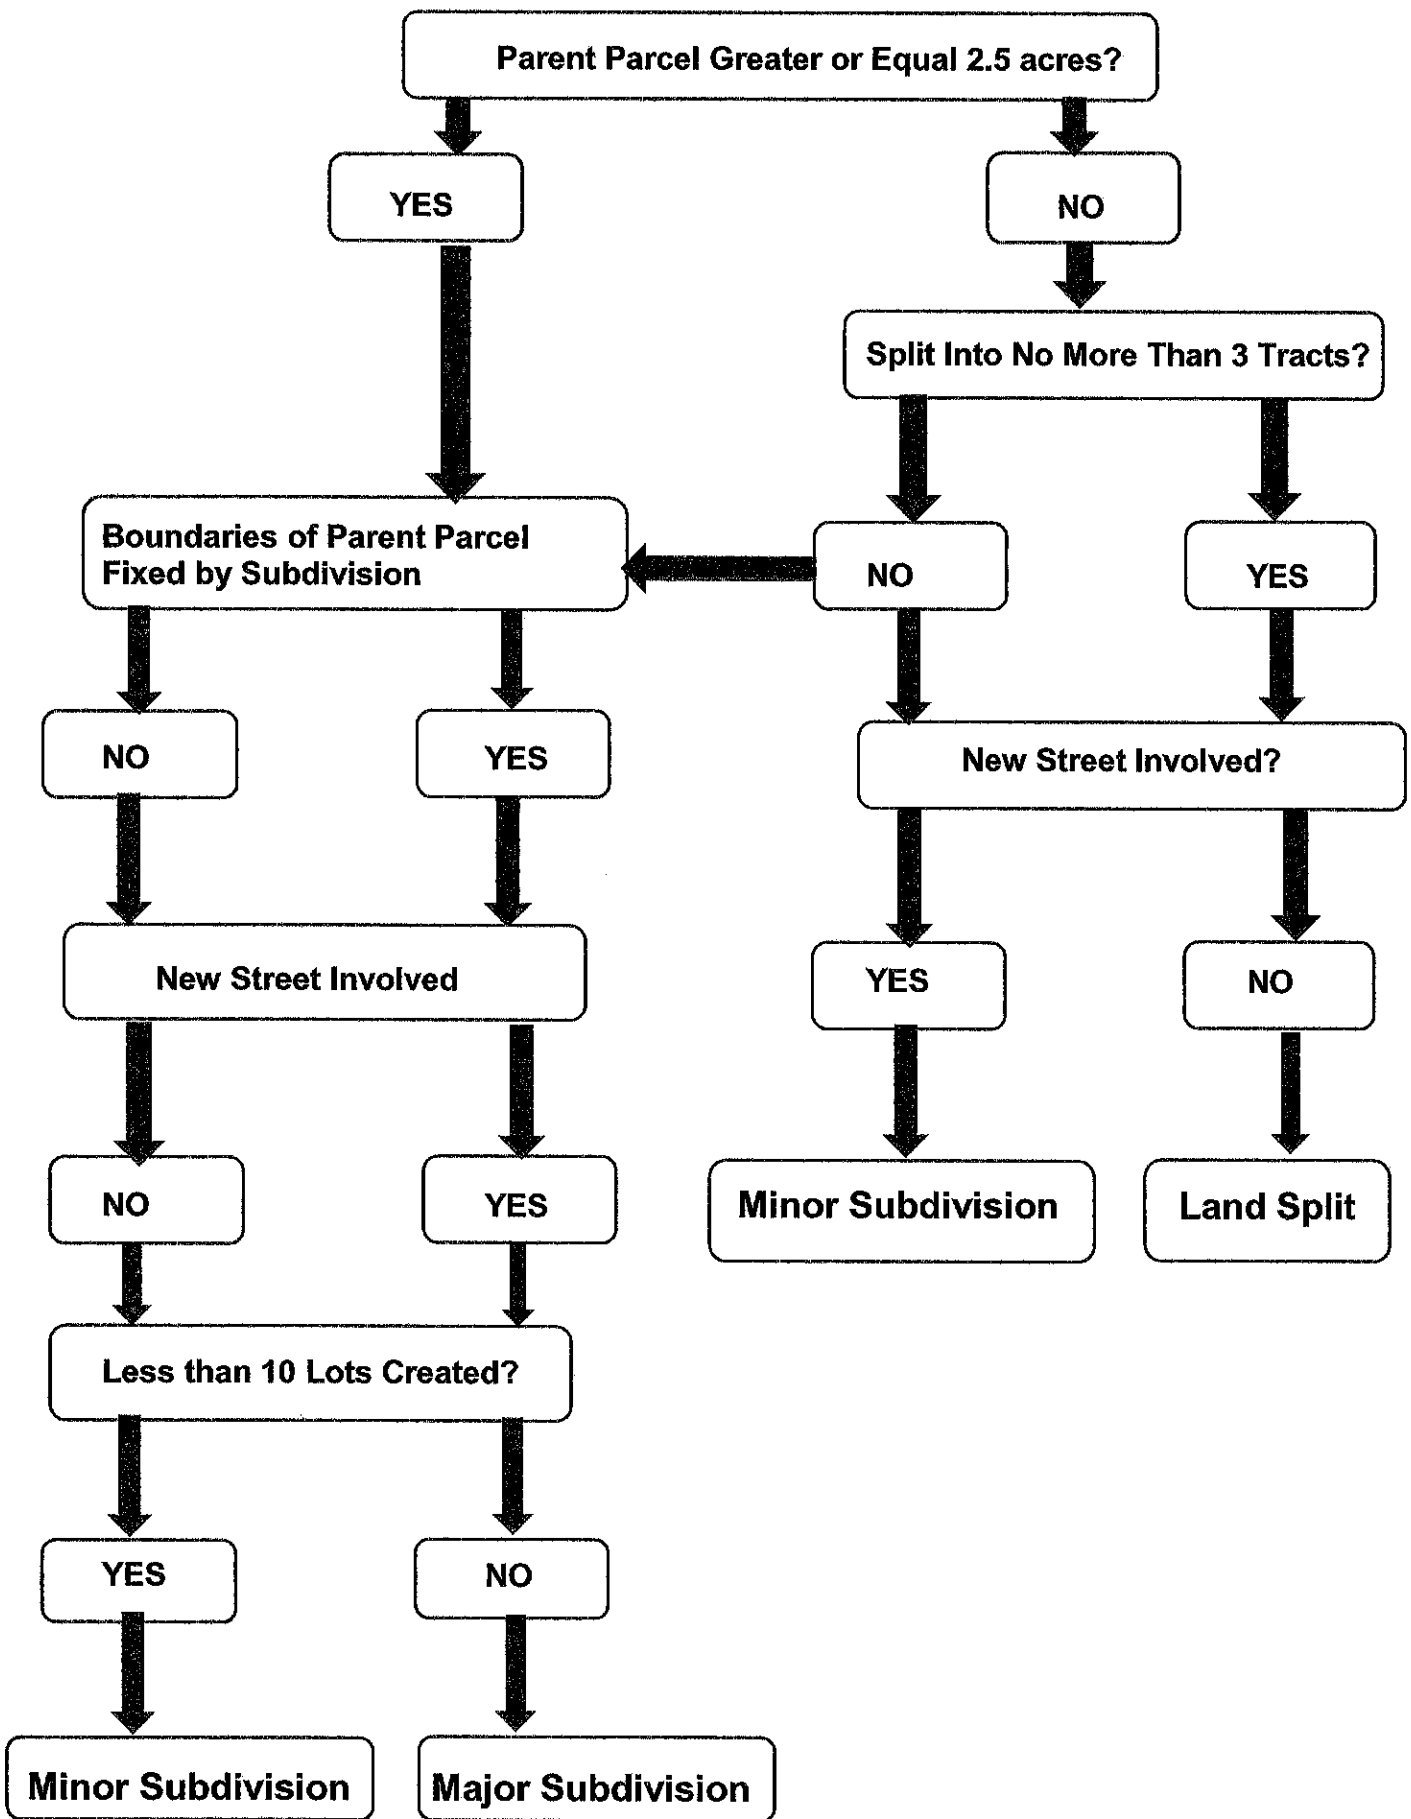 Parent Parcel Greater or Equal 2.5 acres?
YES
NO
Split Into No More Than 3 Tracts?
Boundaries of Parent Parcel
Fixed by Subdivision
NO
YES
NO
YES
New Street Involved?
New Street Involved
YES
NO
NO
YES
Minor Subdivision
Land Split
Less than 10 Lots Created?
YES
NO
Minor Subdivision
Major Subdivision